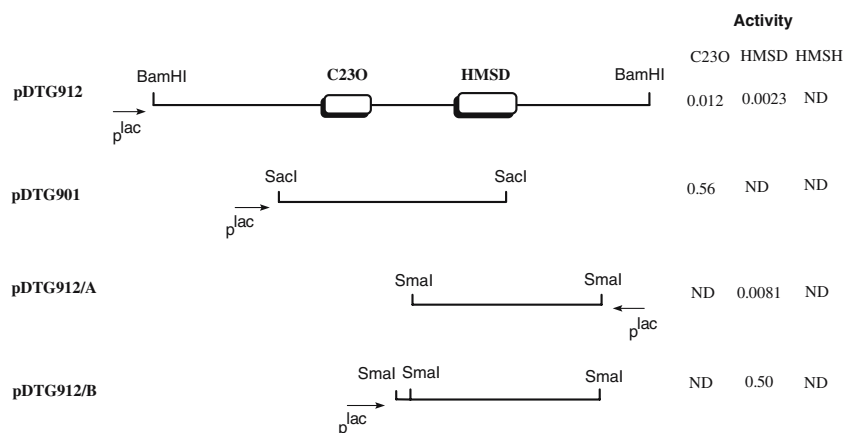 Activity
C23O HMSD HMSH
BamHI C23O HMSD BamHI
pDTG912 0.012 0.0023 ND
plac
SacI SacI
pDTG901 0.56 ND ND
plac
SmaI SmaI
pDTG912/A ND 0.0081 ND
plac
SmaI SmaI SmaI
pDTG912/B ND 0.50 ND
plac